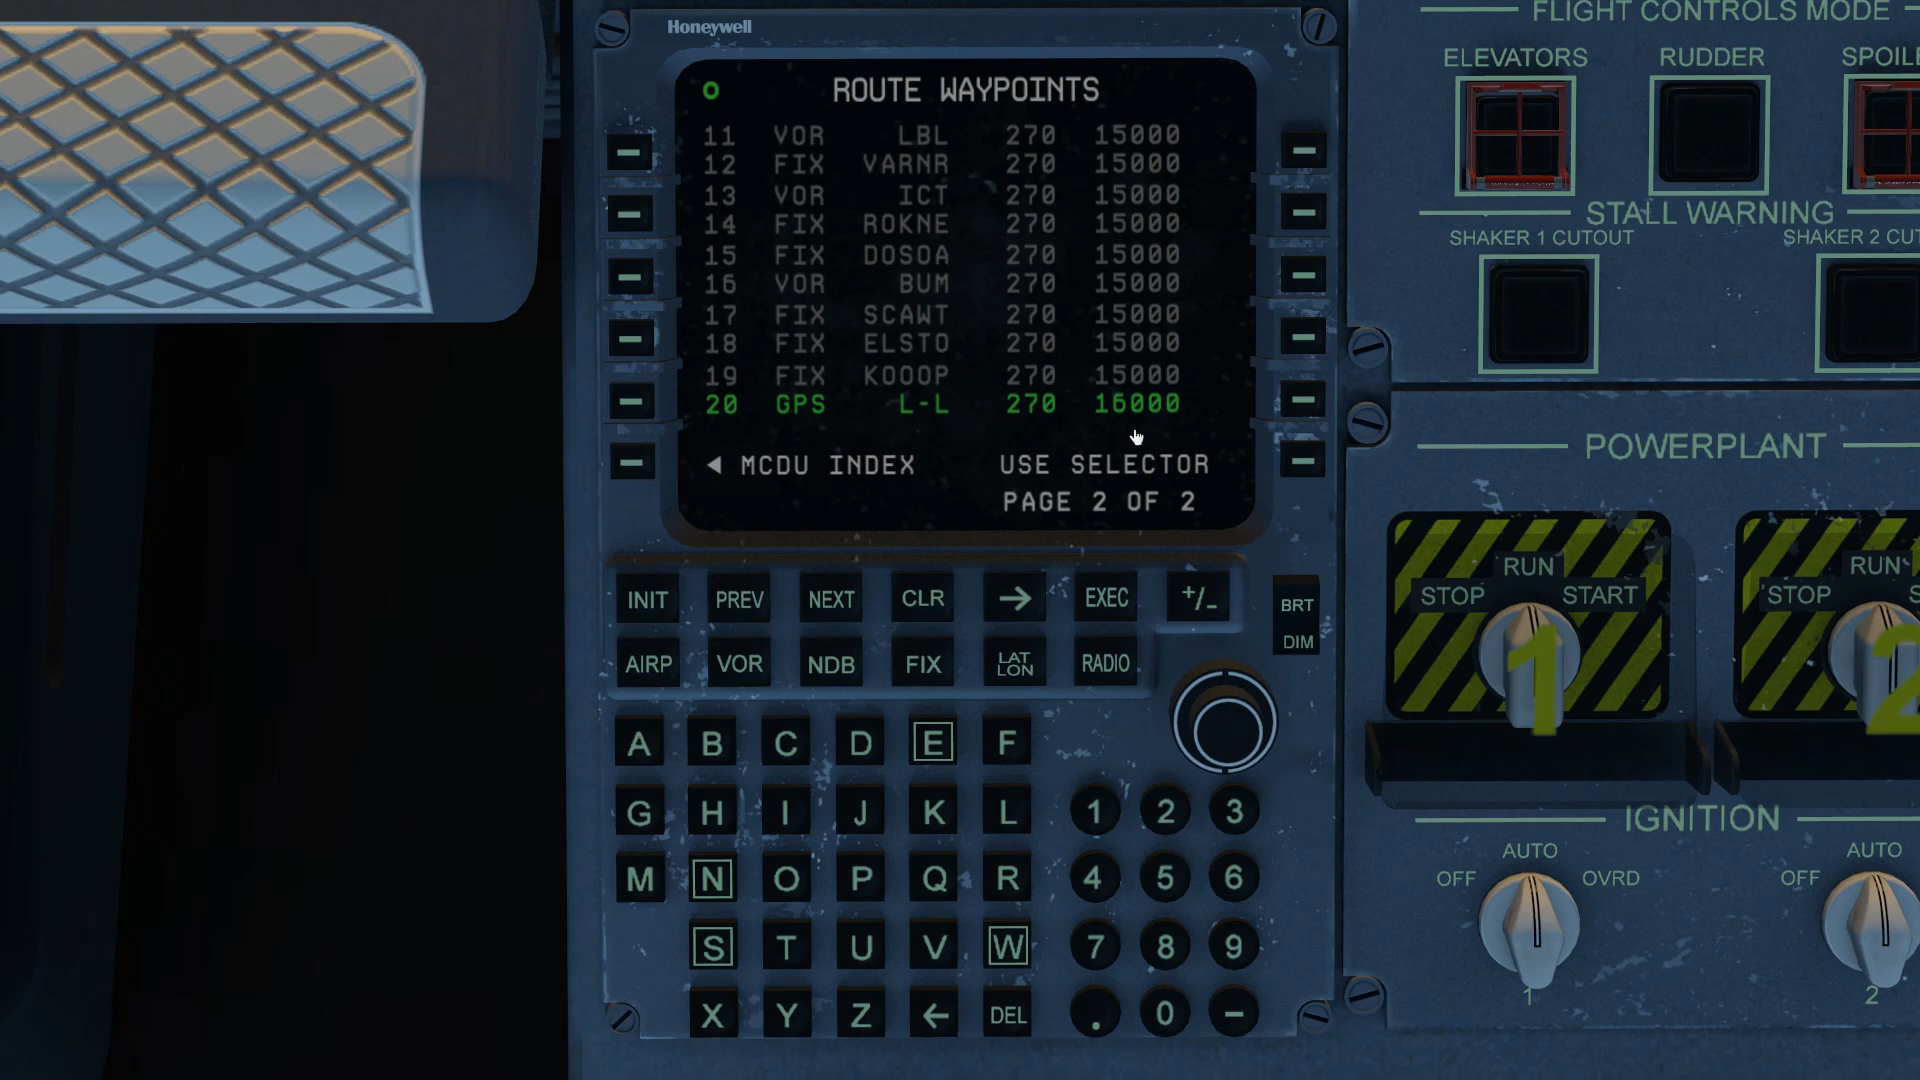 Honeywell
ROUTE WAYPOINTS
11 VOR LBL 270 15000
12 FIX VARNR 270 15000
13 VOR ICT 270 15000
14 FIX ROKNE 270 15000
15 FIX DOSOA 270 15000
16 VOR BUM 270 15000
17 FIX SCAWT 270 15000
18 FIX ELSTO 270 15000
19 FIX KOOOP 270 15000
20 GPS L-L 270 16000
◀ MCDU INDEX USE SELECTOR
PAGE 2 OF 2
INIT PREV NEXT CLR → EXEC +/-
BRT
DIM
AIRP VOR NDB FIX LAT LON RADIO
A B C D E F
G H I J K L 1 2 3
M N O P Q R 4 5 6
S T U V W 7 8 9
X Y Z ← DEL . 0 -
FLIGHT CONTROLS MODE
ELEVATORS RUDDER SPOILE
STALL WARNING
SHAKER 1 CUTOUT SHAKER 2 CUT
POWERPLANT
RUN RUN
STOP START STOP S
1 2
IGNITION
AUTO AUTO
OFF OVRD OFF
1 2